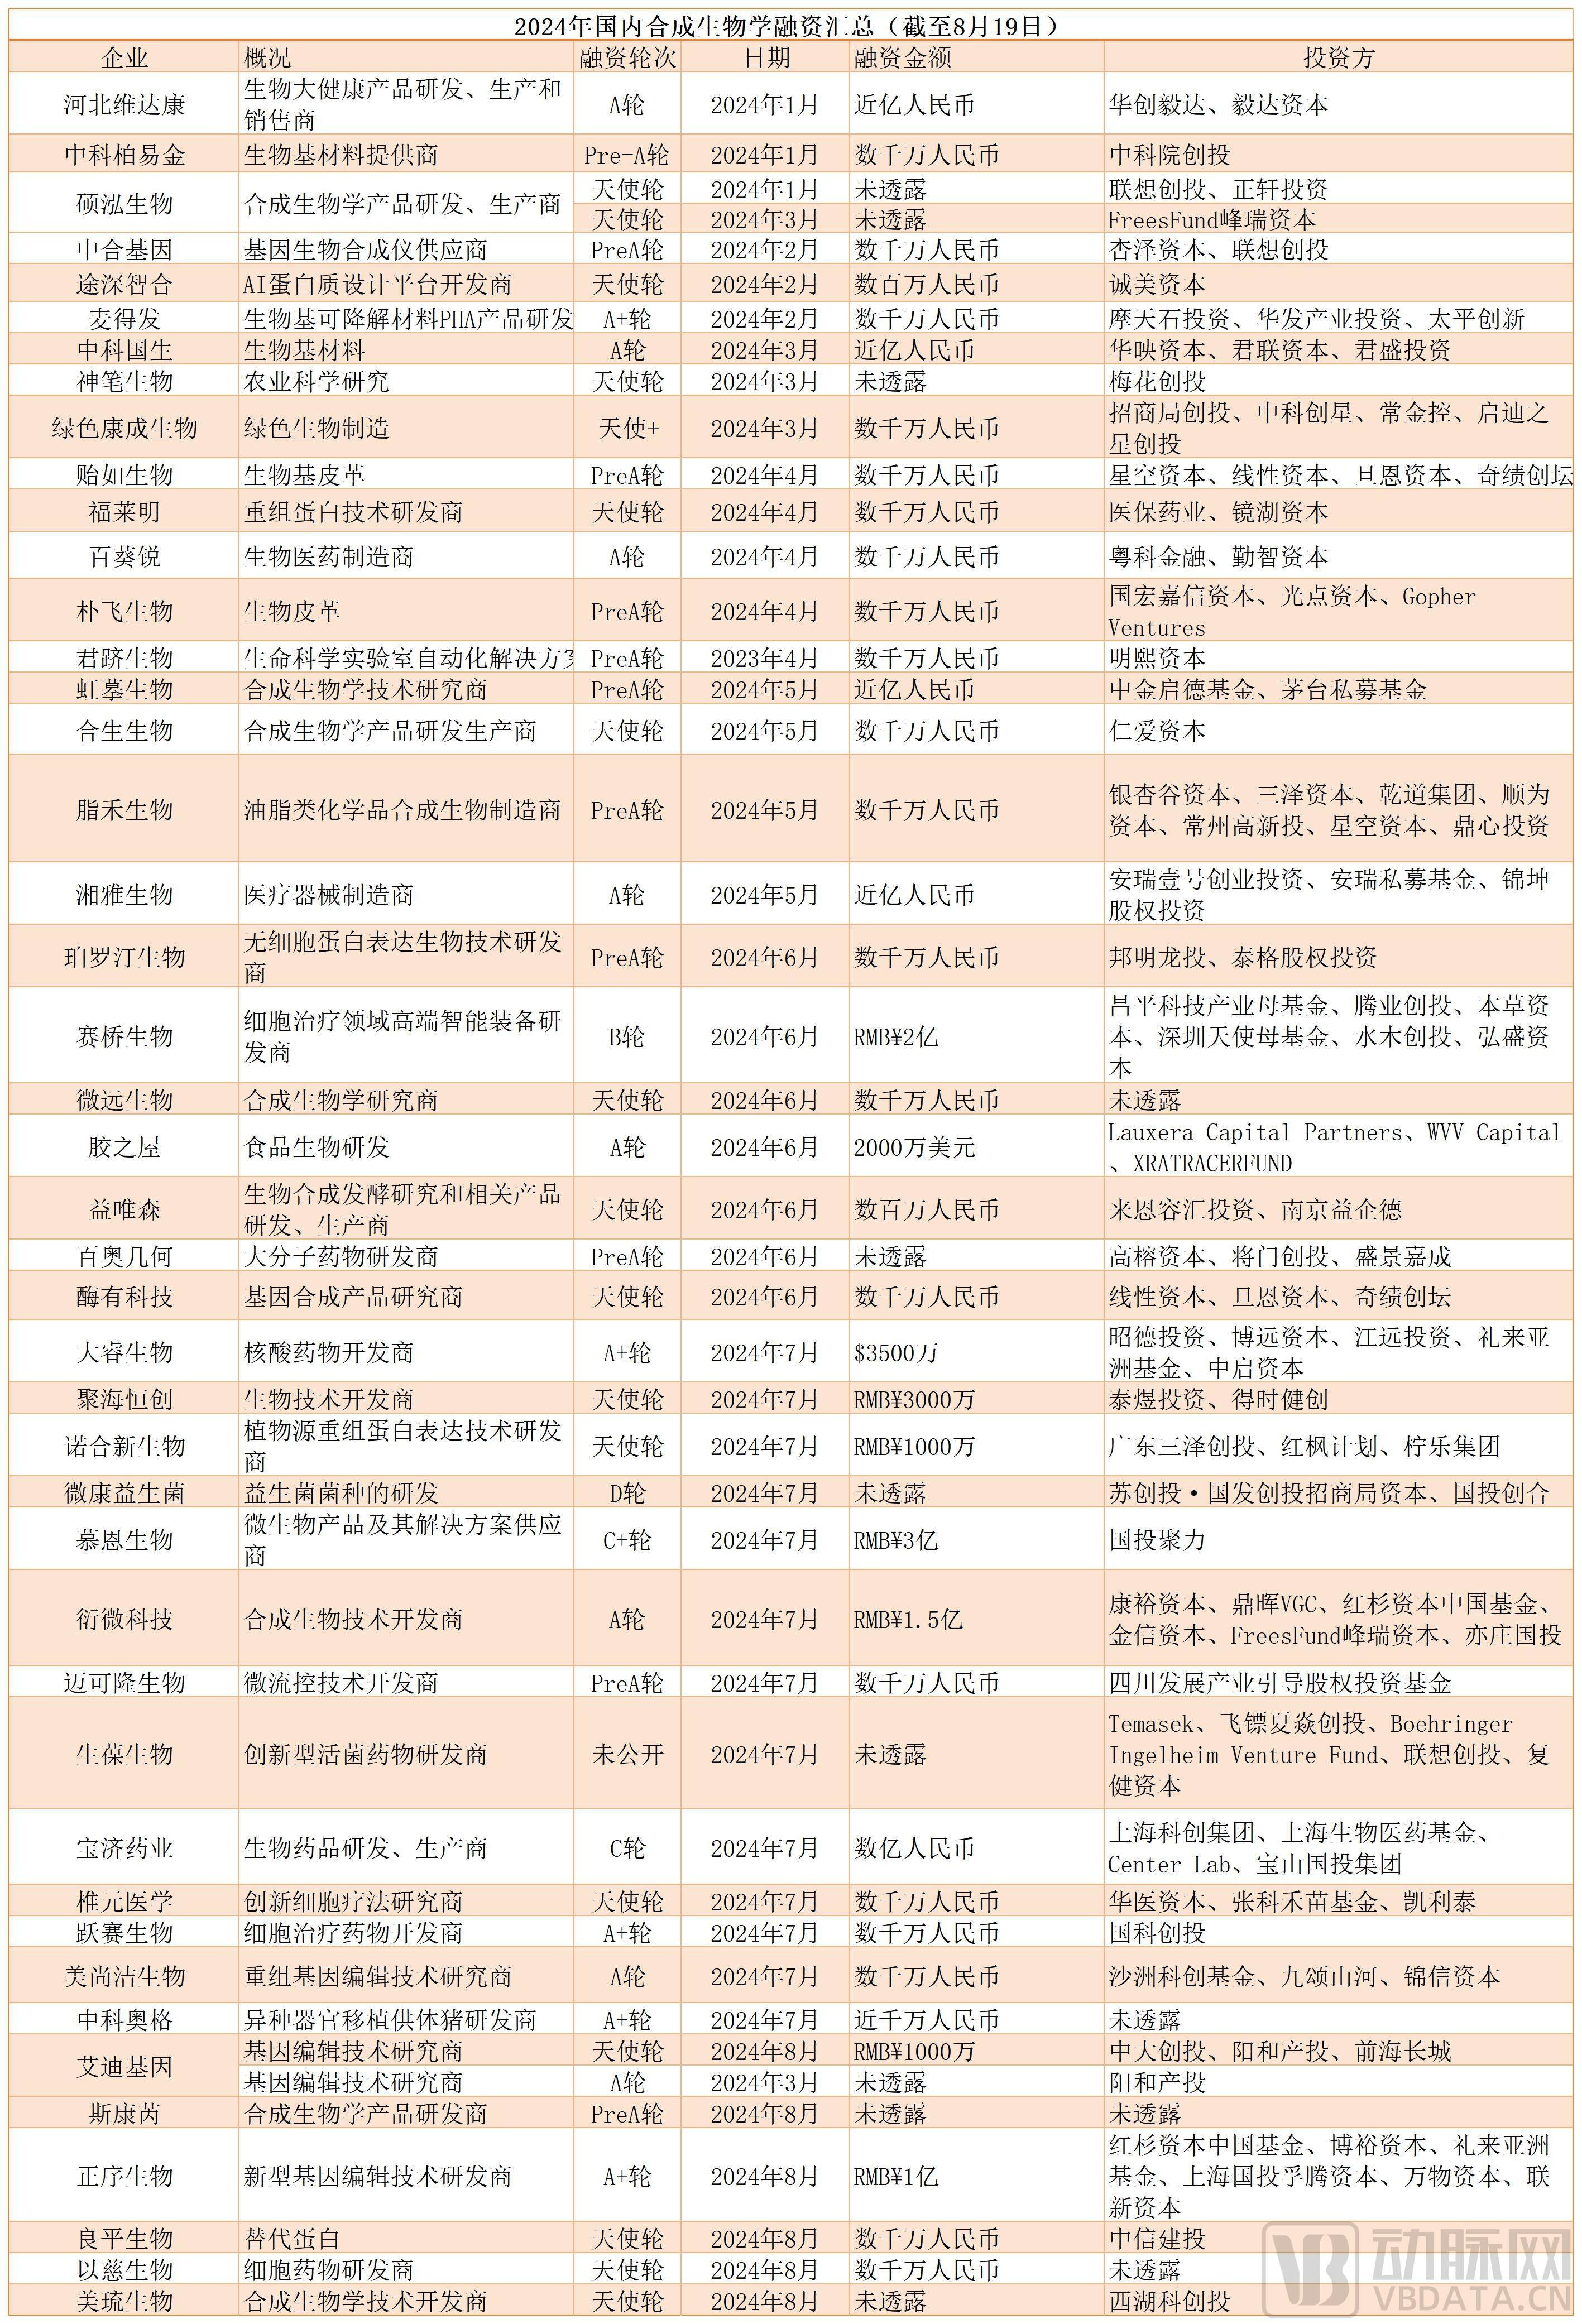 2024年国内合成生物学融资汇总（截至8月19日）
企业 概况 融资轮次 日期 融资金额 投资方
河北维达康 生物大健康产品研发、生产和 A轮 2024年1月 近亿人民币 华创毅达、毅达资本
销售商
中科柏易金 生物基材料提供商 Pre-A轮 2024年1月 数千万人民币 中科院创投
硕泓生物 合成生物学产品研发、生产商 天使轮 2024年1月 未透露 联想创投、正轩投资
天使轮 2024年3月 未透露 FreesFund峰瑞资本
中合基因 基因生物合成仪供应商 PreA轮 2024年2月 数千万人民币 杏泽资本、联想创投
途深智合 AI蛋白质设计平台开发商 天使轮 2024年2月 数百万人民币 诚美资本
麦得发 生物基可降解材料PHA产品研发 A+轮 2024年2月 数千万人民币 摩天石投资、华发产业投资、太平创新
中科国生 生物基材料 A轮 2024年3月 近亿人民币 华映资本、君联资本、君盛投资
神笔生物 农业科学研究 天使轮 2024年3月 未透露 梅花创投
绿色康成生物 绿色生物制造 天使+ 2024年3月 数千万人民币 招商局创投、中科创星、常金控、启迪之
星创投
贻如生物 生物基皮革 PreA轮 2024年4月 数千万人民币 星空资本、线性资本、旦恩资本、奇绩创坛
福莱明 重组蛋白技术研发商 天使轮 2024年4月 数千万人民币 医保药业、镜湖资本
百葵锐 生物医药制造商 A轮 2024年4月 数千万人民币 粤科金融、勤智资本
朴飞生物 生物皮革 PreA轮 2024年4月 数千万人民币 国宏嘉信资本、光点资本、Gopher
Ventures
君跻生物 生命科学实验室自动化解决方案 PreA轮 2023年4月 数千万人民币 明熙资本
虹摹生物 合成生物学技术研究商 PreA轮 2024年5月 近亿人民币 中金启德基金、茅台私募基金
合生生物 合成生物学产品研发生产商 天使轮 2024年5月 数千万人民币 仁爱资本
脂禾生物 油脂类化学品合成生物制造商 PreA轮 2024年5月 数千万人民币 银杏谷资本、三泽资本、乾道集团、顺为
资本、常州高新投、星空资本、鼎心投资
湘雅生物 医疗器械制造商 A轮 2024年5月 近亿人民币 安瑞壹号创业投资、安瑞私募基金、锦坤
股权投资
珀罗汀生物 无细胞蛋白表达生物技术研发 PreA轮 2024年6月 数千万人民币 邦明龙投、泰格股权投资
商
赛桥生物 细胞治疗领域高端智能装备研 B轮 2024年6月 RMB¥2亿 昌平科技产业母基金、腾业创投、本草资
发商 本、深圳天使母基金、水木创投、弘盛资
本
微远生物 合成生物学研究商 天使轮 2024年6月 数千万人民币 未透露
胶之屋 食品生物研发 A轮 2024年6月 2000万美元 Lauxera Capital Partners、WVV Capital
、XRATRACERFUND
益唯森 生物合成发酵研究和相关产品 天使轮 2024年6月 数百万人民币 来恩容汇投资、南京益企德
研发、生产商
百奥几何 大分子药物研发商 PreA轮 2024年6月 未透露 高榕资本、将门创投、盛景嘉成
酶有科技 基因合成产品研究商 天使轮 2024年6月 数千万人民币 线性资本、旦恩资本、奇绩创坛
大睿生物 核酸药物开发商 A+轮 2024年7月 $3500万 昭德投资、博远资本、江远投资、礼来亚
洲基金、中启资本
聚海恒创 生物技术开发商 天使轮 2024年7月 RMB¥3000万 泰煜投资、得时健创
诺合新生物 植物源重组蛋白表达技术研发 天使轮 2024年7月 RMB¥1000万 广东三泽创投、红枫计划、柠乐集团
商
微康益生菌 益生菌菌种的研发 D轮 2024年7月 未透露 苏创投·国发创投招商局资本、国投创合
慕恩生物 微生物产品及其解决方案供应 C+轮 2024年7月 RMB¥3亿 国投聚力
商
衍微科技 合成生物技术开发商 A轮 2024年7月 RMB¥1.5亿 康裕资本、鼎晖VGC、红杉资本中国基金、
金信资本、FreesFund峰瑞资本、亦庄国投
迈可隆生物 微流控技术开发商 PreA轮 2024年7月 数千万人民币 四川发展产业引导股权投资基金
生葆生物 创新型活菌药物研发商 未公开 2024年7月 未透露 Temasek、飞镖夏焱创投、Boehringer
Ingelheim Venture Fund、联想创投、复
健资本
宝济药业 生物药品研发、生产商 C轮 2024年7月 数亿人民币 上海科创集团、上海生物医药基金、
Center Lab、宝山国投集团
椎元医学 创新细胞疗法研究商 天使轮 2024年7月 数千万人民币 华医资本、张科禾苗基金、凯利泰
跃赛生物 细胞治疗药物开发商 A+轮 2024年7月 数千万人民币 国科创投
美尚洁生物 重组基因编辑技术研究商 A轮 2024年7月 数千万人民币 沙洲科创基金、九颂山河、锦信资本
中科奥格 异种器官移植供体猪研发商 A+轮 2024年7月 近千万人民币 未透露
艾迪基因 基因编辑技术研究商 天使轮 2024年8月 RMB¥1000万 中大创投、阳和产投、前海长城
基因编辑技术研究商 A轮 2024年3月 未透露 阳和产投
斯康芮 合成生物学产品研发商 PreA轮 2024年8月 未透露 未透露
正序生物 新型基因编辑技术研发商 A+轮 2024年8月 RMB¥1亿 红杉资本中国基金、博裕资本、礼来亚洲
基金、上海国投孚腾资本、万物资本、联
新资本
良平生物 替代蛋白 天使轮 2024年8月 数千万人民币 中信建投
以慈生物 细胞药物研发商 天使轮 2024年8月 数千万人民币 未透露
美琉生物 合成生物学技术开发商 天使轮 2024年8月 未透露 西湖科创投
动脉网
VBDATA.CN